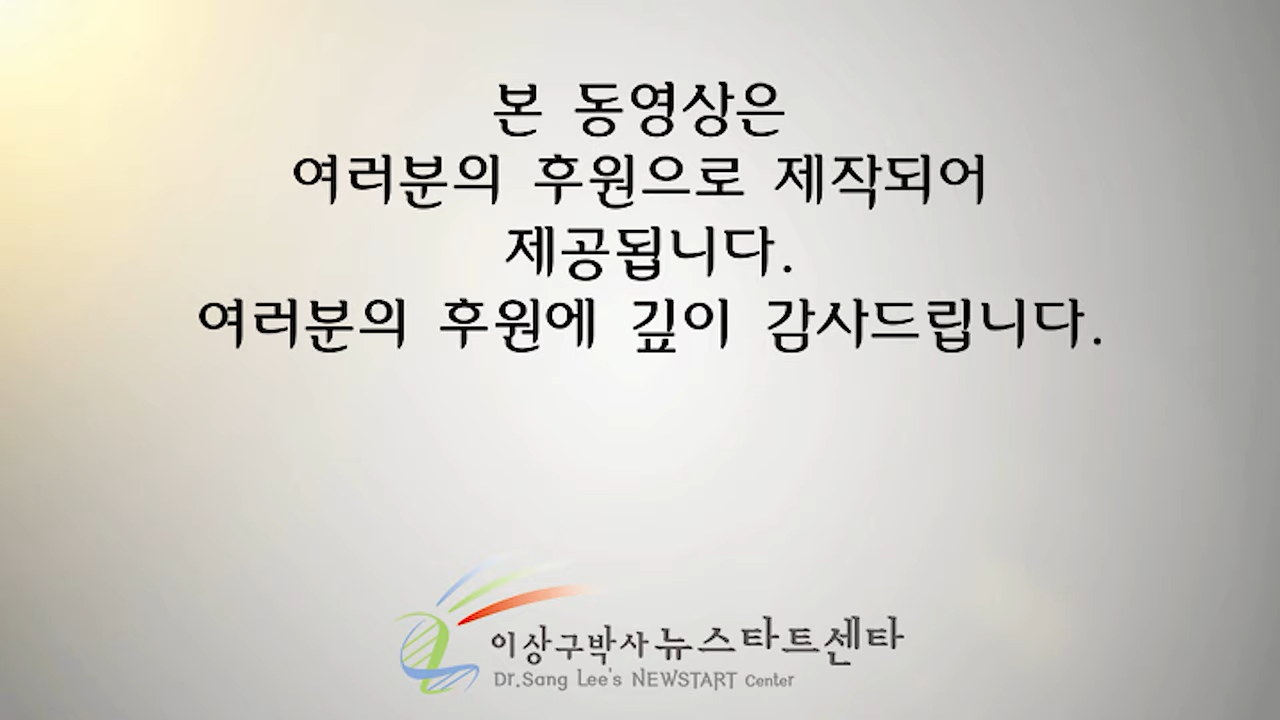 본 동영상은
여러분의 후원으로 제작되어
제공됩니다.
여러분의 후원에 깊이 감사드립니다.
이상구박사 뉴스타트센타
Dr.Sang Lee's NEWSTART Center